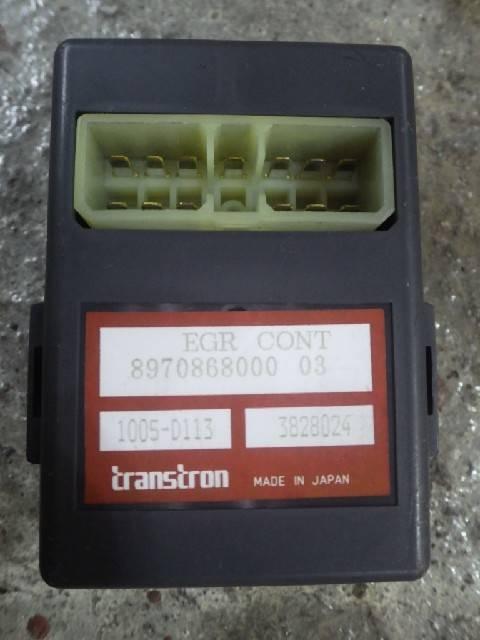 EGR CONT
8970868000 03
1005-D113 3828024
transtron MADE IN JAPAN